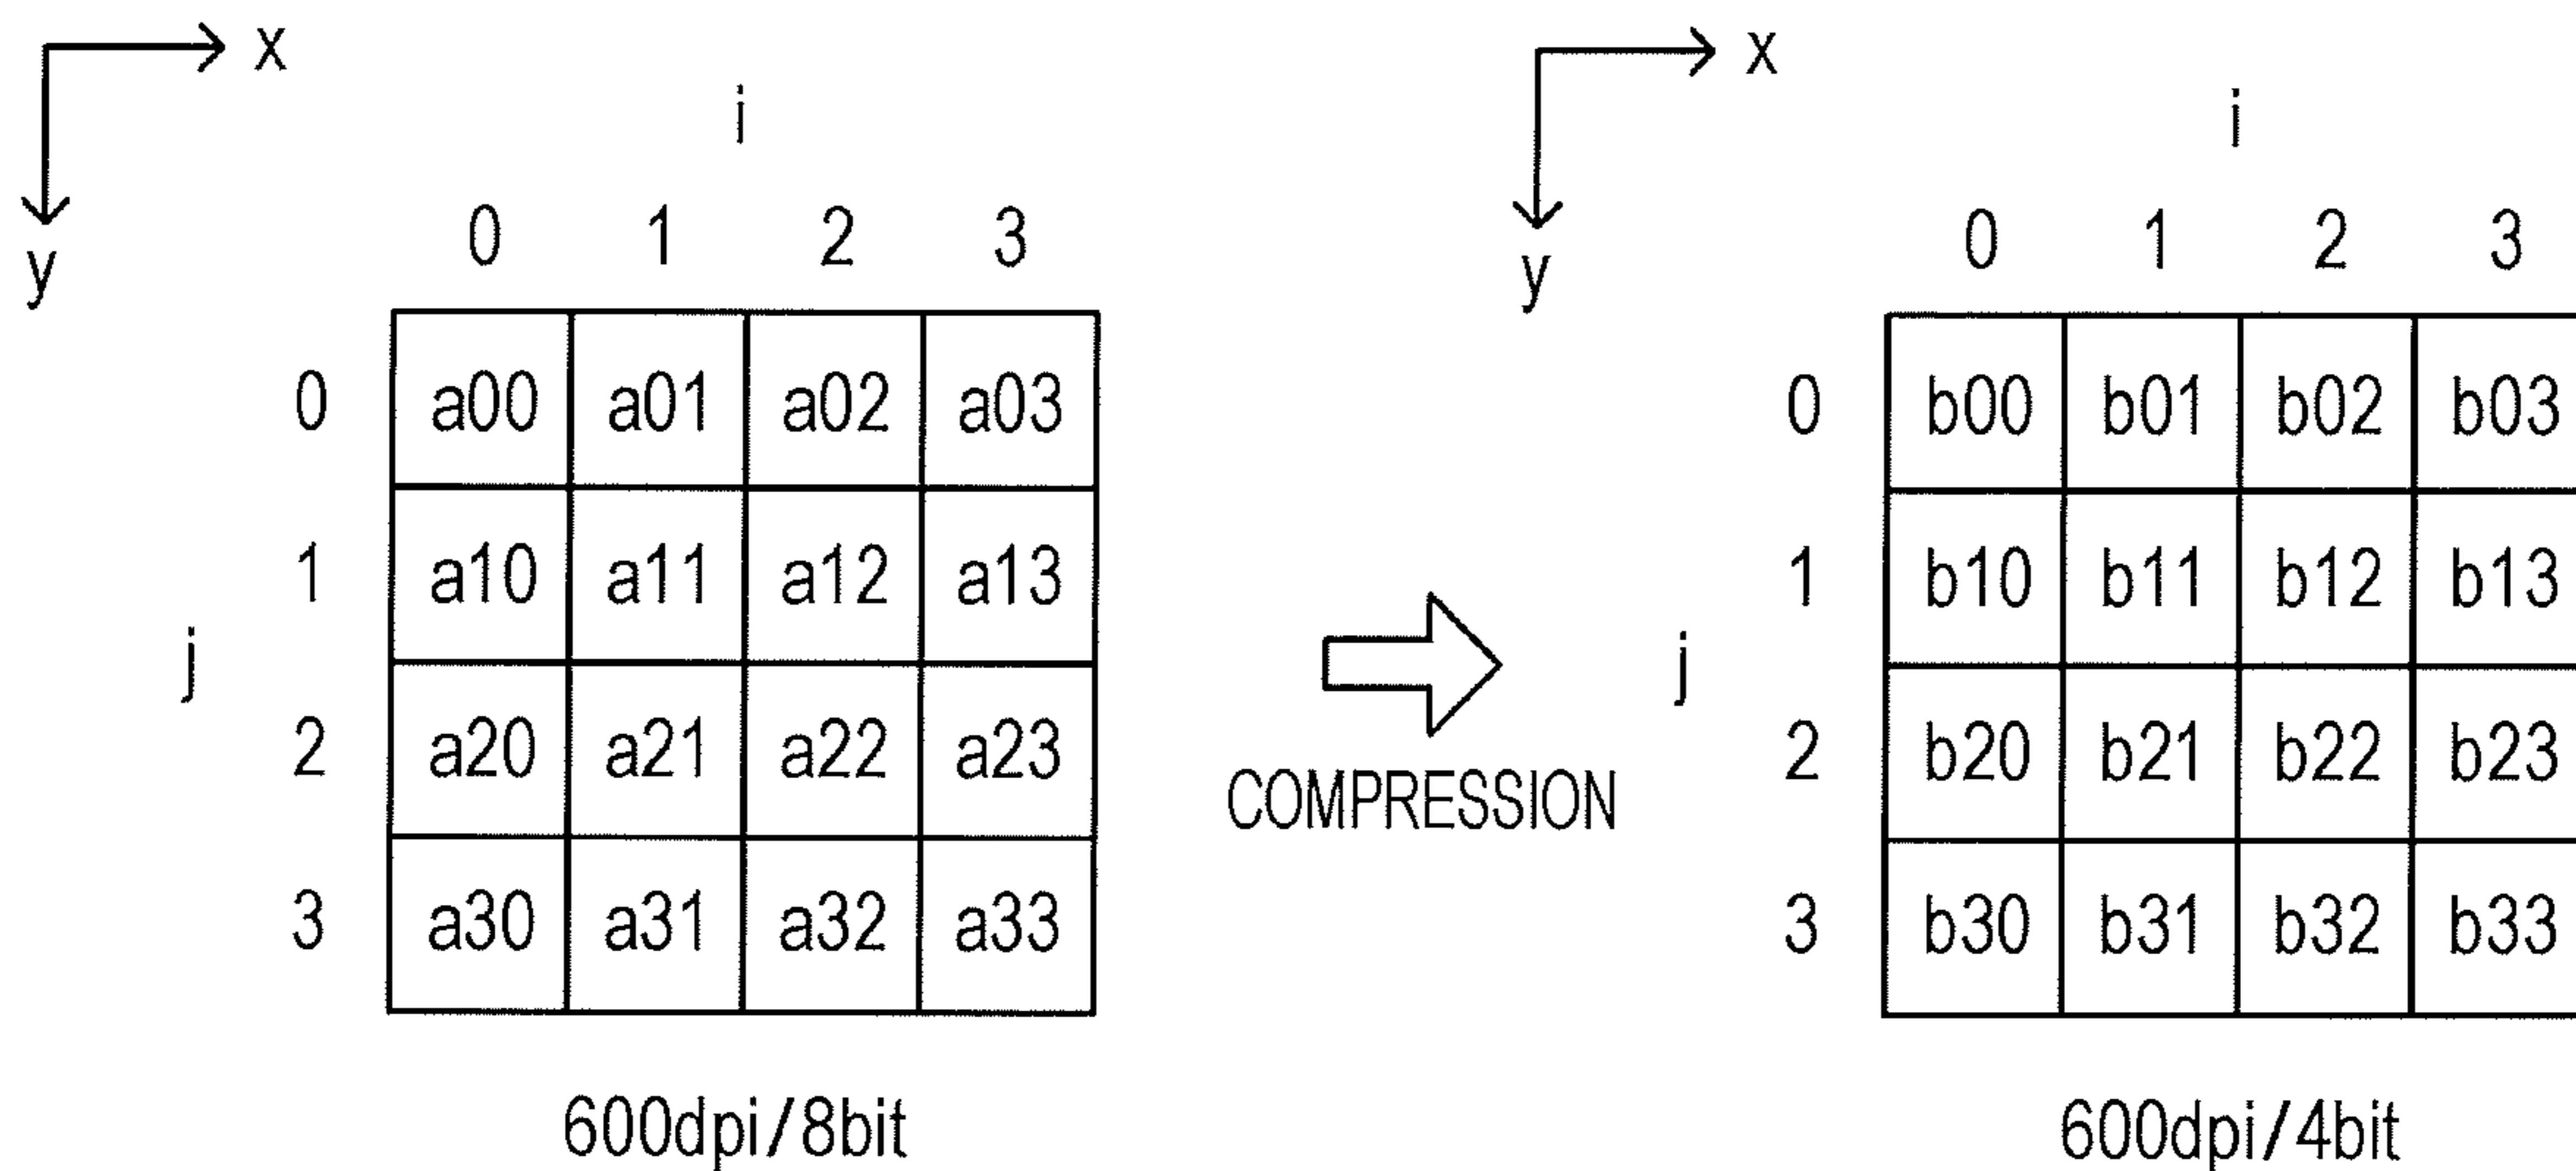 x
y
i
0 1 2 3
0 a00 a01 a02 a03
1 a10 a11 a12 a13
j
2 a20 a21 a22 a23
3 a30 a31 a32 a33
600dpi/8bit
COMPRESSION
x
y
i
0 1 2 3
0 b00 b01 b02 b03
1 b10 b11 b12 b13
j
2 b20 b21 b22 b23
3 b30 b31 b32 b33
600dpi/4bit